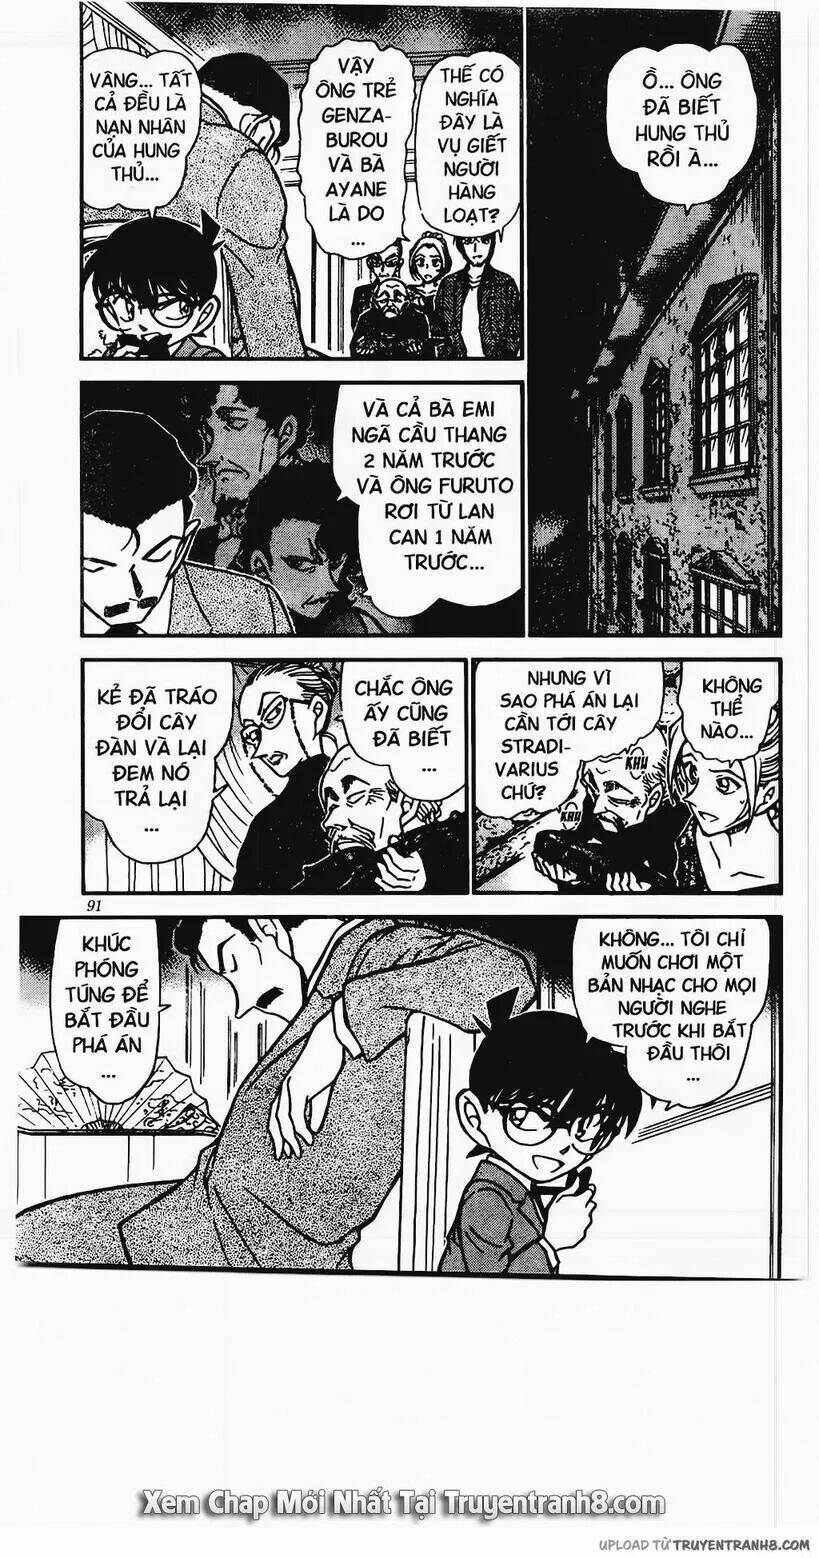 Ồ... ÔNG
ĐÃ BIẾT
HUNG THỦ
RỒI À...
THẾ CÓ
NGHĨA
ĐÂY LÀ
VỤ GIẾT
NGƯỜI
HÀNG
LOẠT?
VẬY
ÔNG TRẺ
GENZA-
BUROU
VÀ BÀ
AYANE
LÀ DO
...
VÂNG... TẤT
CẢ ĐỀU LÀ
NẠN NHÂN
CỦA HUNG
THỦ...
VÀ CẢ BÀ EMI
NGÃ CẦU THANG
2 NĂM TRƯỚC
VÀ ÔNG FURUTO
RƠI TỪ LAN
CAN 1 NĂM
TRƯỚC...
KHÔNG
THỂ
NÀO...
NHƯNG VÌ
SAO PHÁ ÁN LẠI
CẦN TỚI CÂY
STRADI-
VARIUS
CHỨ?
KHỤ
KHỤ
CHẮC ÔNG
ẤY CŨNG
ĐÃ BIẾT
...
KẺ ĐÃ TRÁO
ĐỔI CÂY
ĐÀN VÀ LẠI
ĐEM NÓ
TRẢ LẠI
...
91
KHÔNG... TÔI CHỈ
MUỐN CHƠI MỘT
BẢN NHẠC CHO MỌI
NGƯỜI NGHE
TRƯỚC KHI BẮT
ĐẦU THÔI
...
KHÚC
PHÓNG
TÚNG ĐỂ
BẮT ĐẦU
PHÁ ÁN
...
Xem Chap Mới Nhất Tại Truyentranh8.com
UPLOAD TỪ TRUYENTRANH8.COM